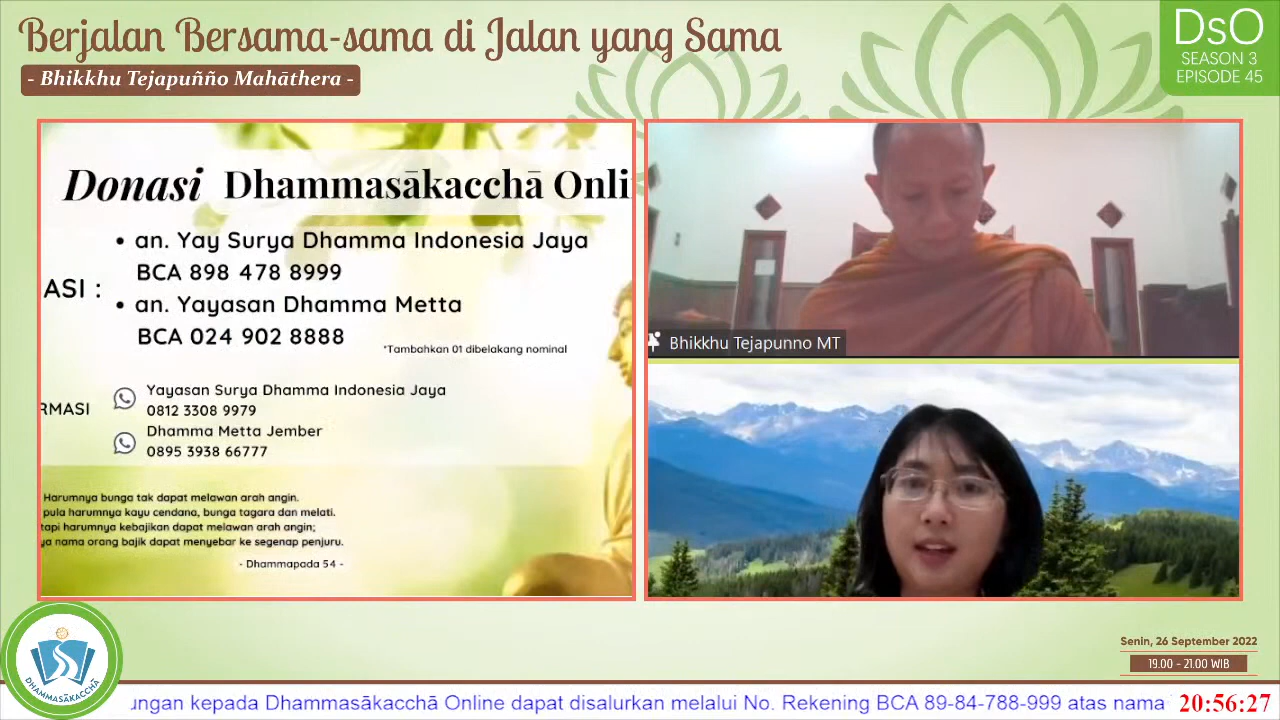 Berjalan Bersama-sama di Jalan yang Sama
- Bhikkhu Tejapuñño Mahāthera -
DsO
SEASON 3
EPISODE 45
Donasi Dhammasākacchā Onli
ASI :
• an. Yay Surya Dhamma Indonesia Jaya
BCA 898 478 8999
• an. Yayasan Dhamma Metta
BCA 024 902 8888
*Tambahkan 01 dibelakang nominal
RMASI
Yayasan Surya Dhamma Indonesia Jaya
0812 3308 9979
Dhamma Metta Jember
0895 3938 66777
Harumnya bunga tak dapat melawan arah angin.
pula harumnya kayu cendana, bunga tagara dan melati.
tapi harumnya kebajikan dapat melawan arah angin;
ya nama orang bajik dapat menyebar ke segenap penjuru.
- Dhammapada 54 -
Bhikkhu Tejapunno MT
DHAMMASĀKACCHĀ
Senin, 26 September 2022
19.00 - 21.00 WIB
ungan kepada Dhammasākacchā Online dapat disalurkan melalui No. Rekening BCA 89-84-788-999 atas nama
20:56:27